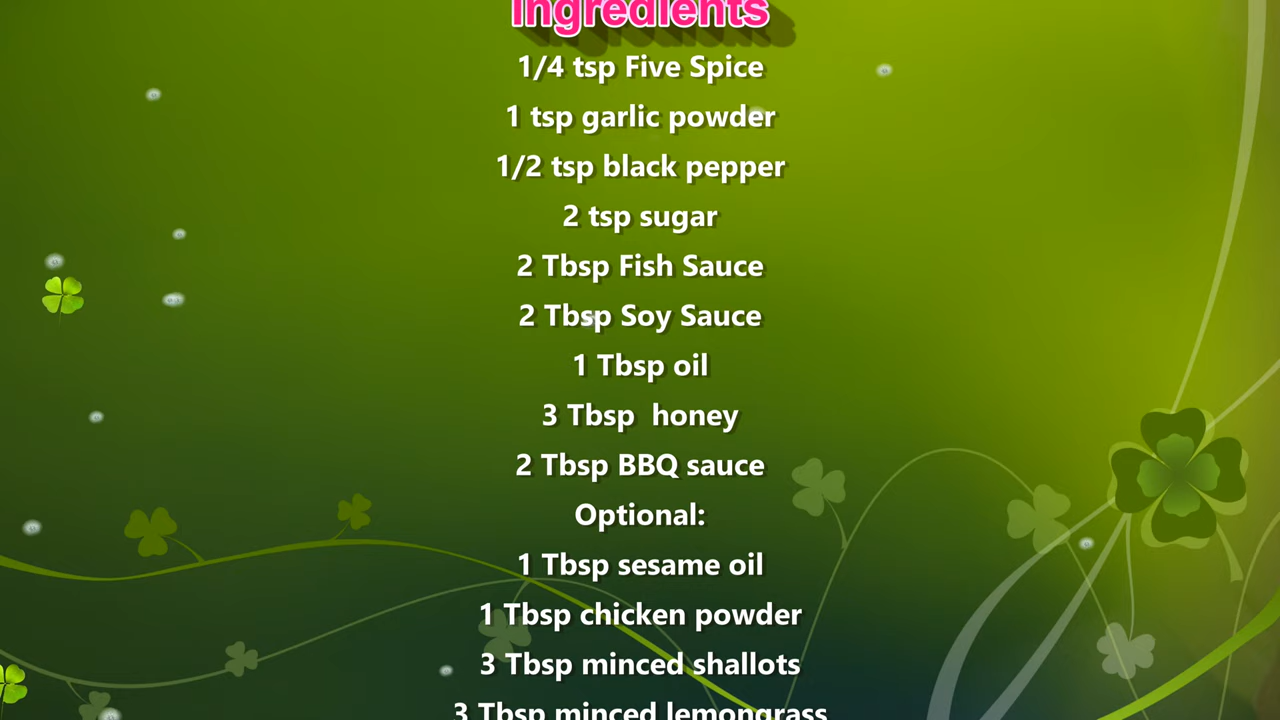 Ingredients
1/4 tsp Five Spice
1 tsp garlic powder
1/2 tsp black pepper
2 tsp sugar
2 Tbsp Fish Sauce
2 Tbsp Soy Sauce
1 Tbsp oil
3 Tbsp  honey
2 Tbsp BBQ sauce
Optional:
1 Tbsp sesame oil
1 Tbsp chicken powder
3 Tbsp minced shallots
3 Tbsp minced lemongrass